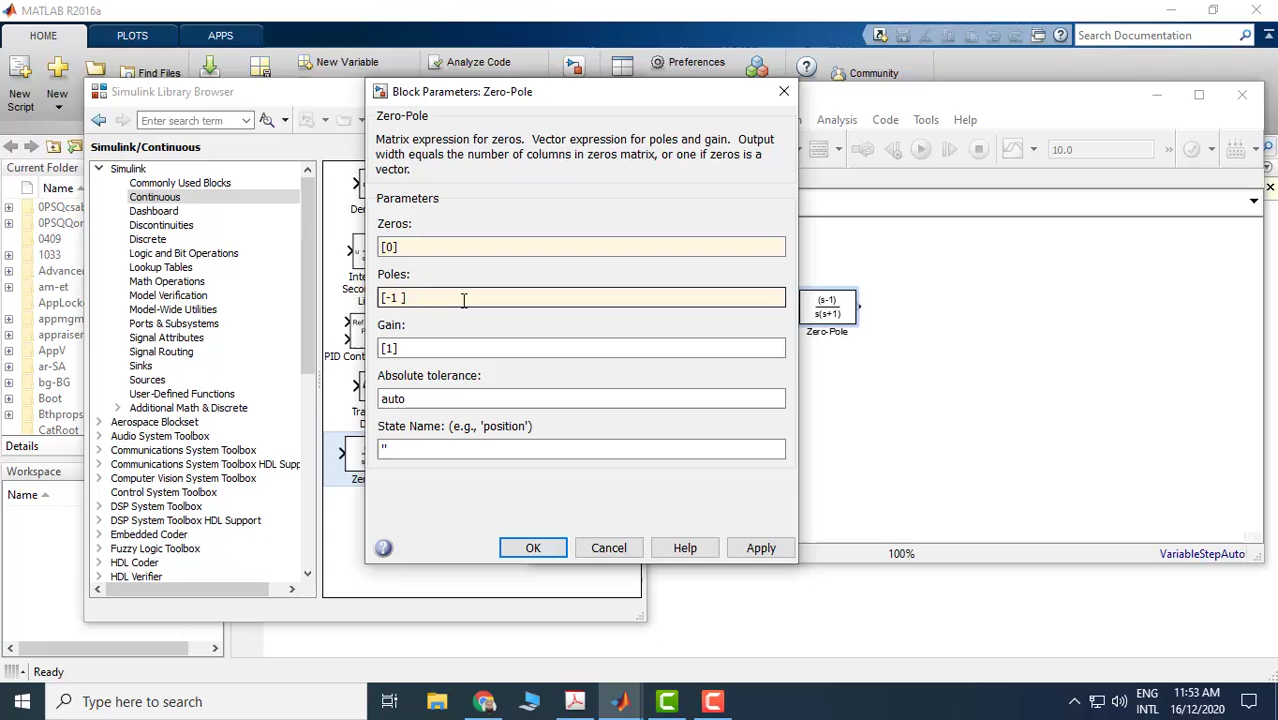 MATLAB R2016a
HOME
PLOTS
APPS
Search Documentation
New Script
New
Find Files
New Variable
Analyze Code
Preferences
Community
Simulink Library Browser
Enter search term
Simulink/Continuous
Current Folder
Name
0PSQcsab
0PSQQor
0409
1033
Advanced
am-et
AppLock
appmgm
appraiser
AppV
ar-SA
bg-BG
Boot
Bthprops
CatRoot
Details
Workspace
Name
Simulink
Commonly Used Blocks
Continuous
Dashboard
Discontinuities
Discrete
Logic and Bit Operations
Lookup Tables
Math Operations
Model Verification
Model-Wide Utilities
Ports & Subsystems
Signal Attributes
Signal Routing
Sinks
Sources
User-Defined Functions
Additional Math & Discrete
Aerospace Blockset
Audio System Toolbox
Communications System Toolbox
Communications System Toolbox HDL Supp
Computer Vision System Toolbox
Control System Toolbox
DSP System Toolbox
DSP System Toolbox HDL Support
Embedded Coder
Fuzzy Logic Toolbox
HDL Coder
HDL Verifier
Inte
Secon
Li
PID Cont
Tra
D
Block Parameters: Zero-Pole
Zero-Pole
Matrix expression for zeros. Vector expression for poles and gain. Output
width equals the number of columns in zeros matrix, or one if zeros is a
vector.
Parameters
Zeros:
[0]
Poles:
[-1 ]
Gain:
[1]
Absolute tolerance:
auto
State Name: (e.g., 'position')
''
OK
Cancel
Help
Apply
Analysis
Code
Tools
Help
10.0
(s-1)
s(s+1)
Zero-Pole
100%
VariableStepAuto
Ready
Type here to search
ENG
INTL
11:53 AM
16/12/2020